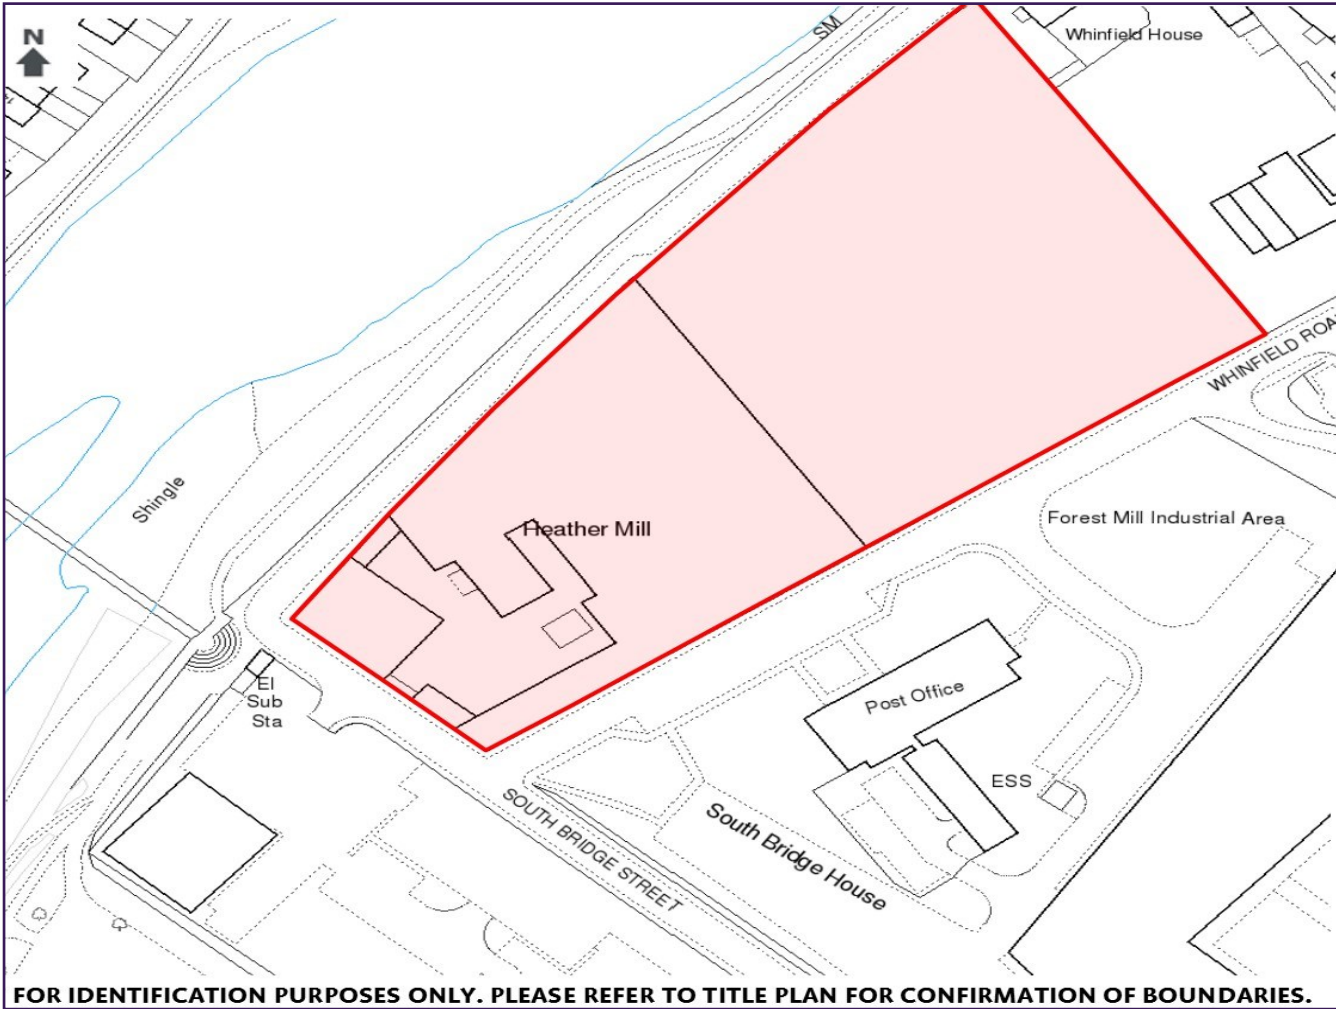 N
SM
Whinfield House
WHINFIELD ROA
Shingle
Heather Mill
Forest Mill Industrial Area
El
Sub
Sta
Post Office
ESS
SOUTH BRIDGE STREET
South Bridge House
FOR IDENTIFICATION PURPOSES ONLY. PLEASE REFER TO TITLE PLAN FOR CONFIRMATION OF BOUNDARIES.